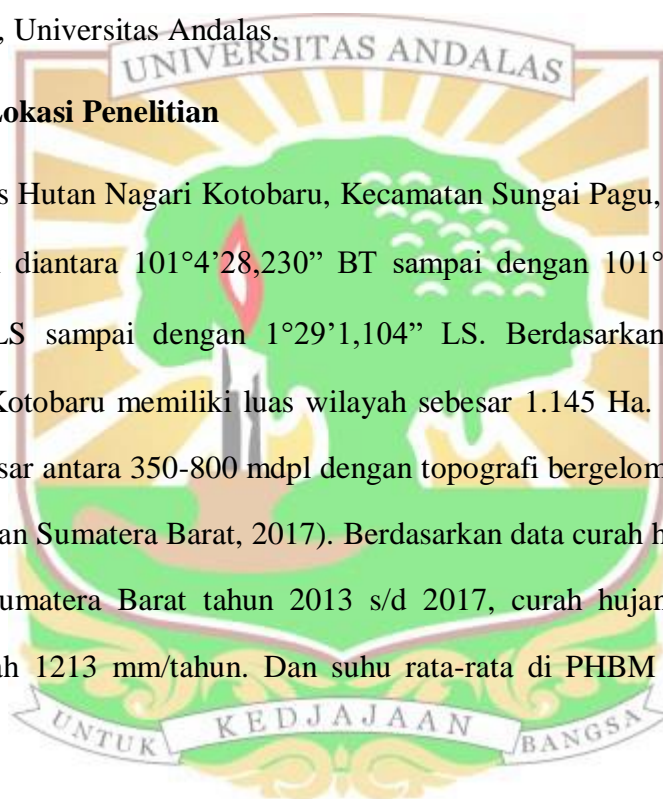 , Universitas Andalas.
UNIVERSITAS ANDALAS
Lokasi Penelitian
s Hutan Nagari Kotobaru, Kecamatan Sungai Pagu,
diantara 101°4’28,230” BT sampai dengan 101°
LS sampai dengan 1°29’1,104” LS. Berdasarkan
Kotobaru memiliki luas wilayah sebesar 1.145 Ha.
sar antara 350-800 mdpl dengan topografi bergelom
an Sumatera Barat, 2017). Berdasarkan data curah h
umatera Barat tahun 2013 s/d 2017, curah hujan
ah 1213 mm/tahun. Dan suhu rata-rata di PHBM
UNTUK KEDJAJAAN BANGSA